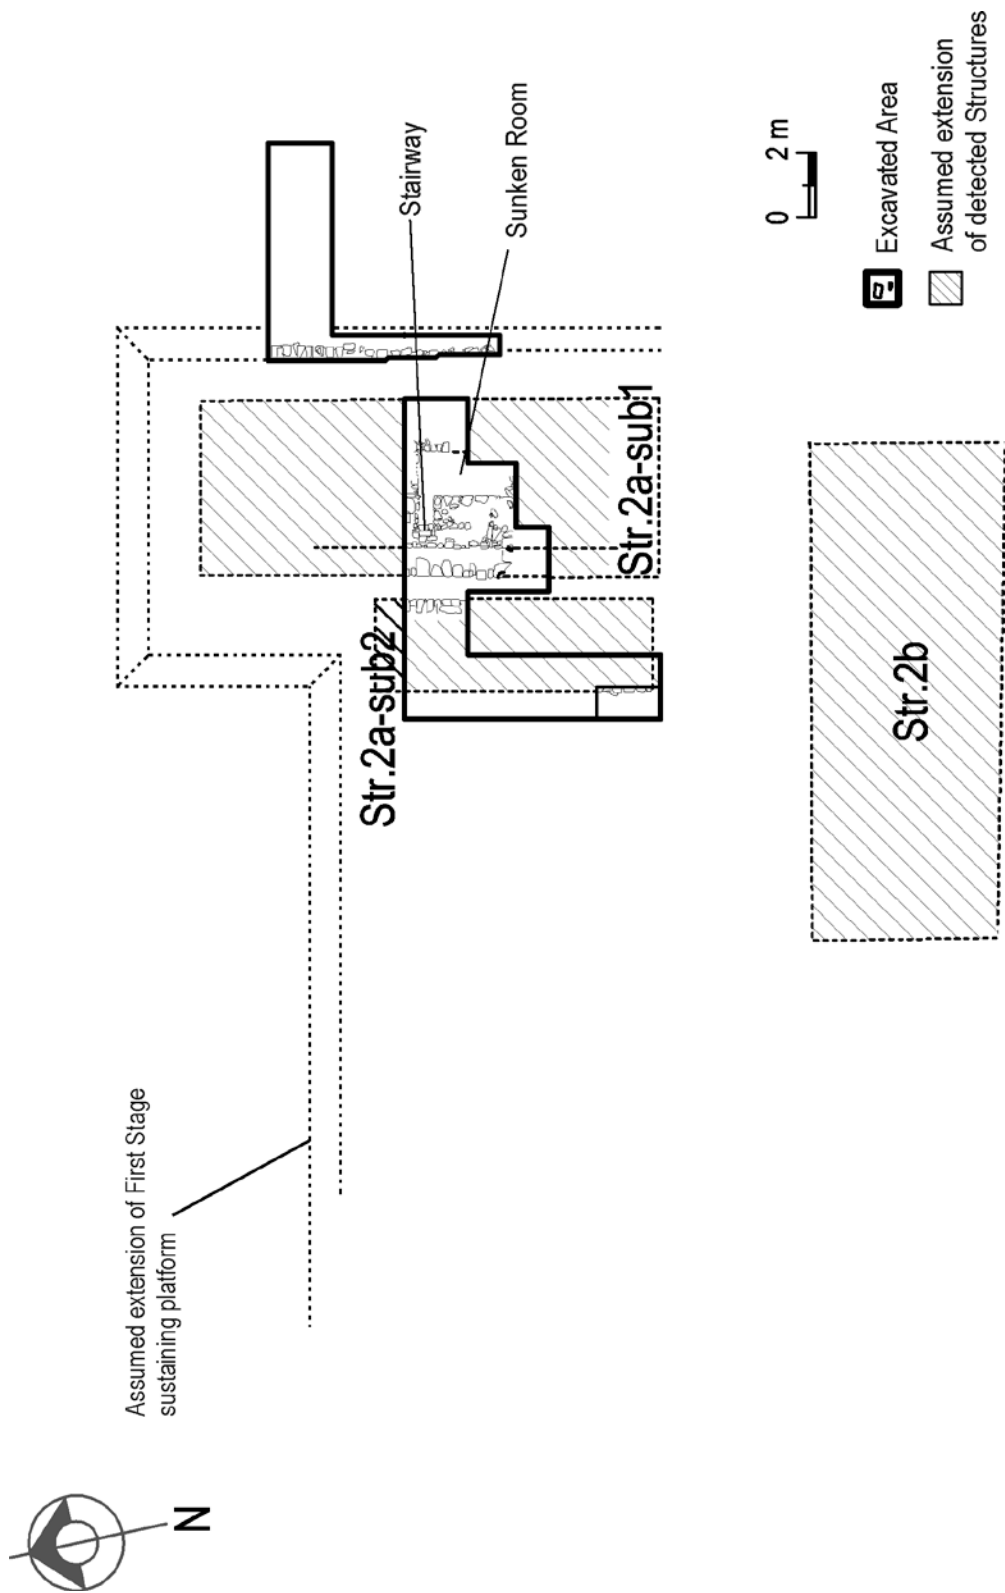 Assumed extension of First Stage
sustaining platform
Stairway
Sunken Room
Str.2a-sub2
Str.2a-sub1
Str.2b
0 2 m
Excavated Area
Assumed extension
of detected Structures
N